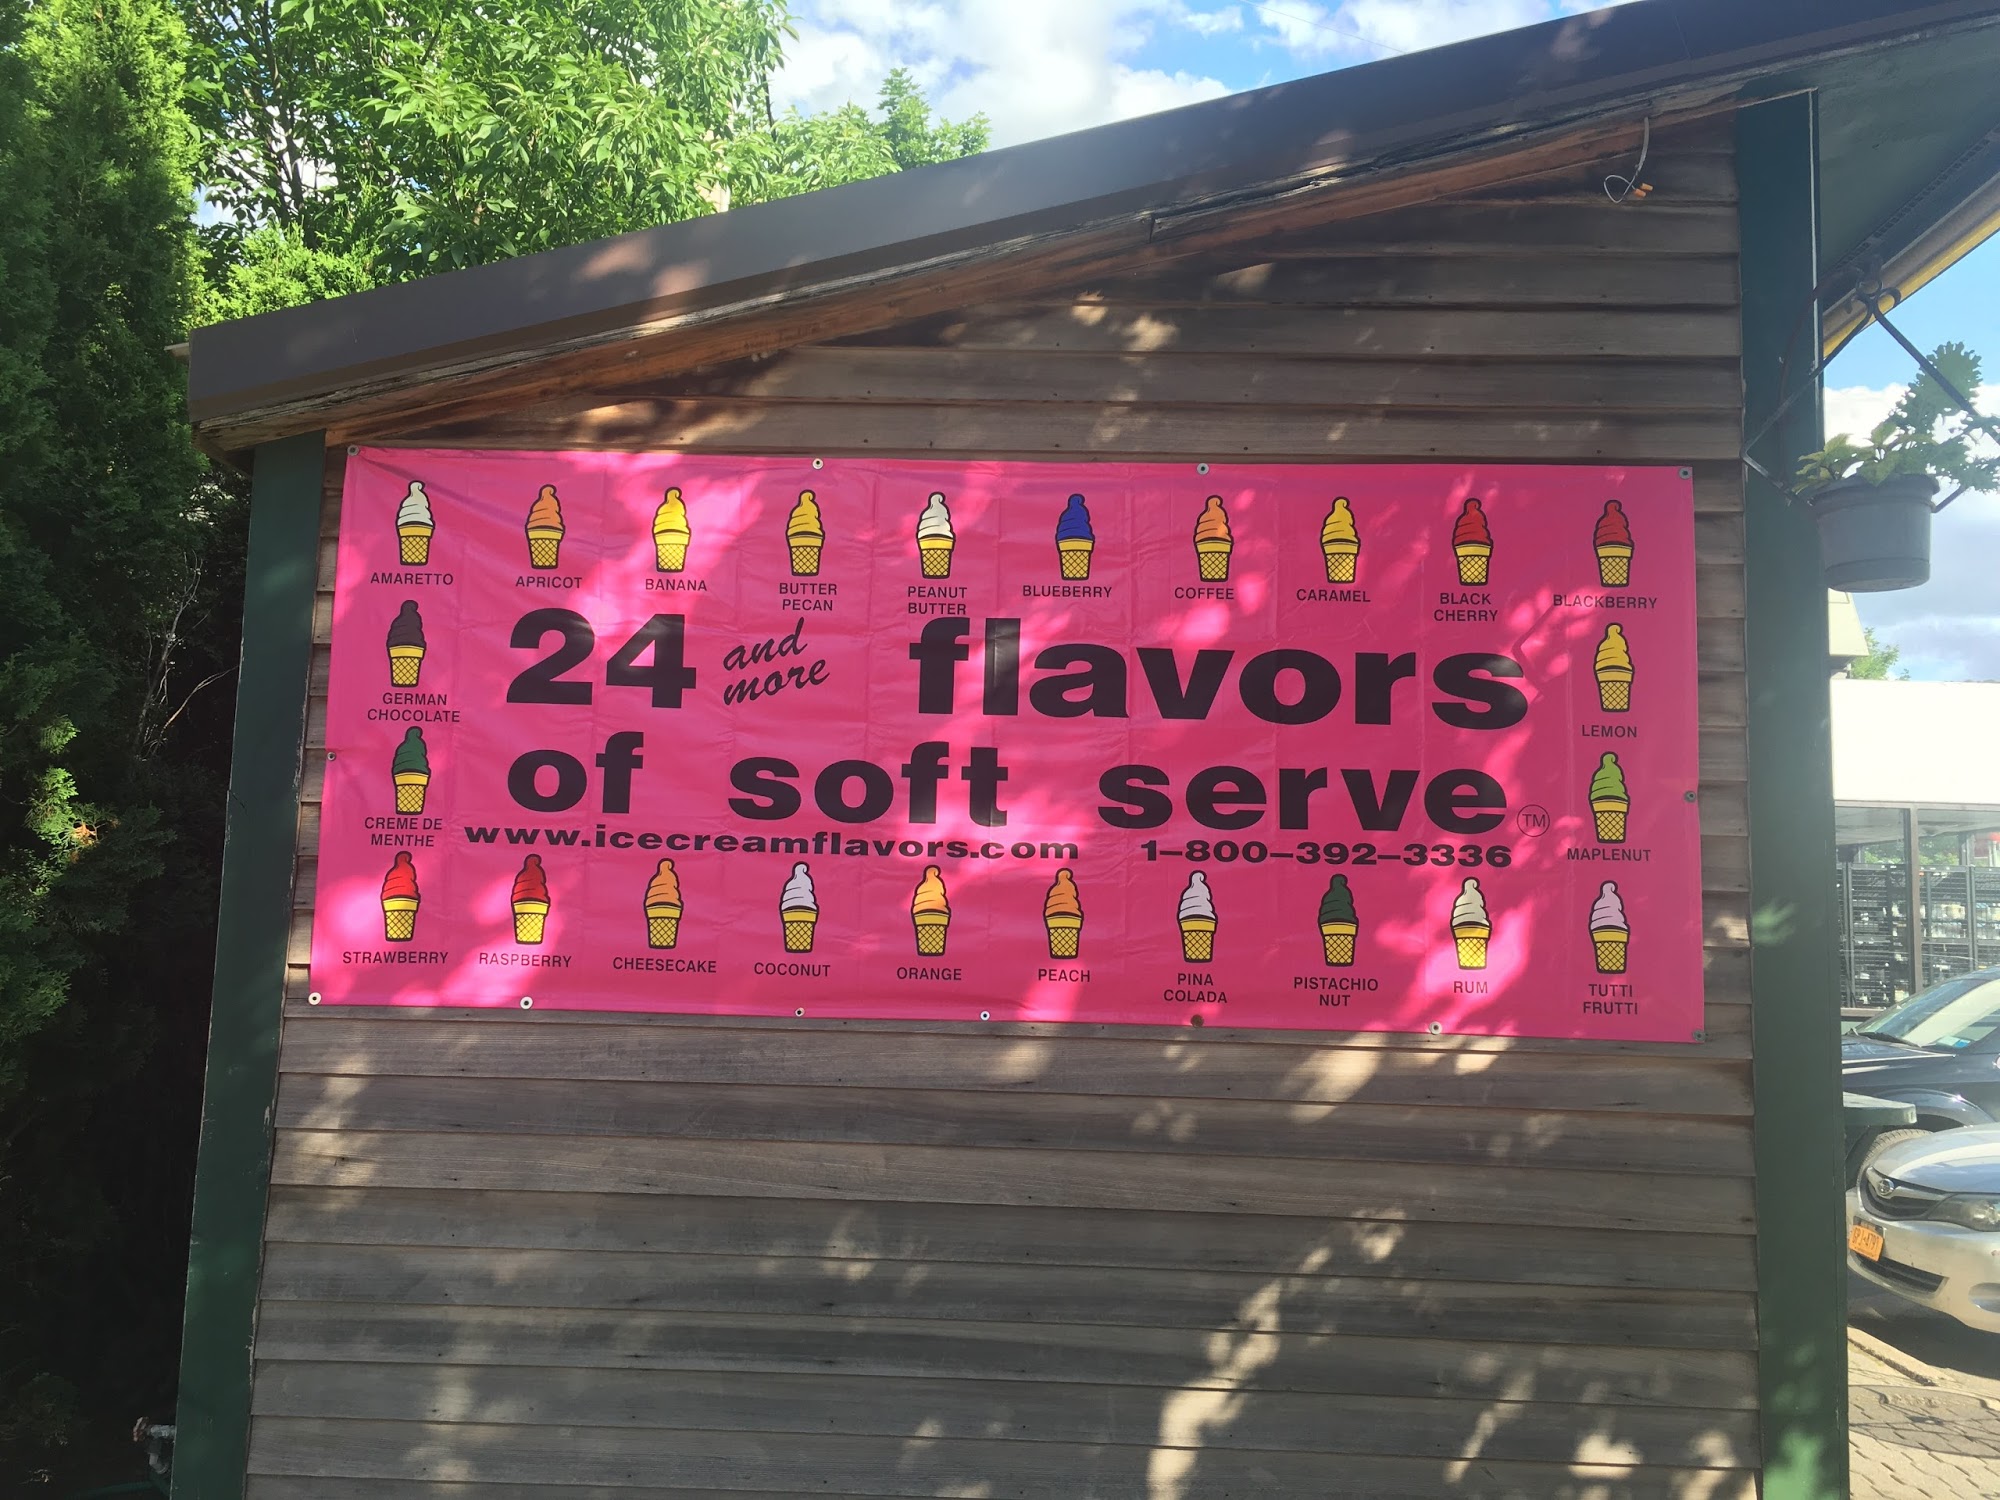 AMARETTO
APRICOT
BANANA
BUTTER
PECAN
PEANUT
BUTTER
BLUEBERRY
COFFEE
CARAMEL
BLACK
CHERRY
BLACKBERRY
GERMAN
CHOCOLATE
24 and more flavors
LEMON
CREME DE
MENTHE
of soft serve TM
MAPLENUT
www.icecreamflavors.com 1-800-392-3336
STRAWBERRY
RASPBERRY
CHEESECAKE
COCONUT
ORANGE
PEACH
PINA
COLADA
PISTACHIO
NUT
RUM
TUTTI
FRUTTI